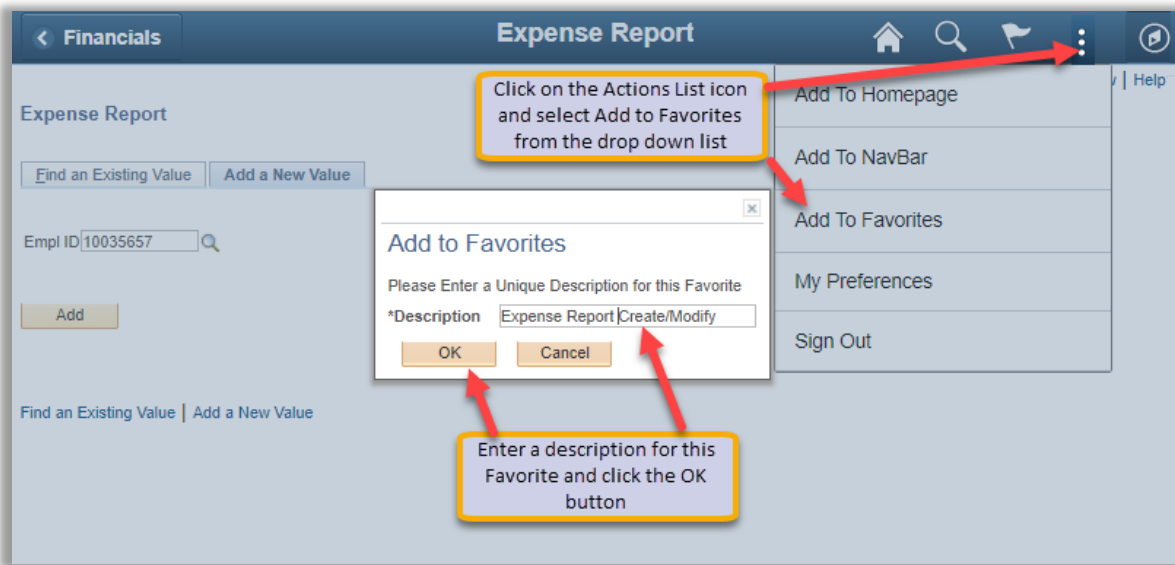 Financials
Expense Report
Help
Click on the Actions List icon
and select Add to Favorites
from the drop down list
Add To Homepage
Add To NavBar
Add To Favorites
My Preferences
Sign Out
Expense Report
Find an Existing Value
Add a New Value
Empl ID 10035657
Add
Add to Favorites
Please Enter a Unique Description for this Favorite
*Description Expense Report Create/Modify
OK Cancel
Find an Existing Value | Add a New Value
Enter a description for this
Favorite and click the OK
button